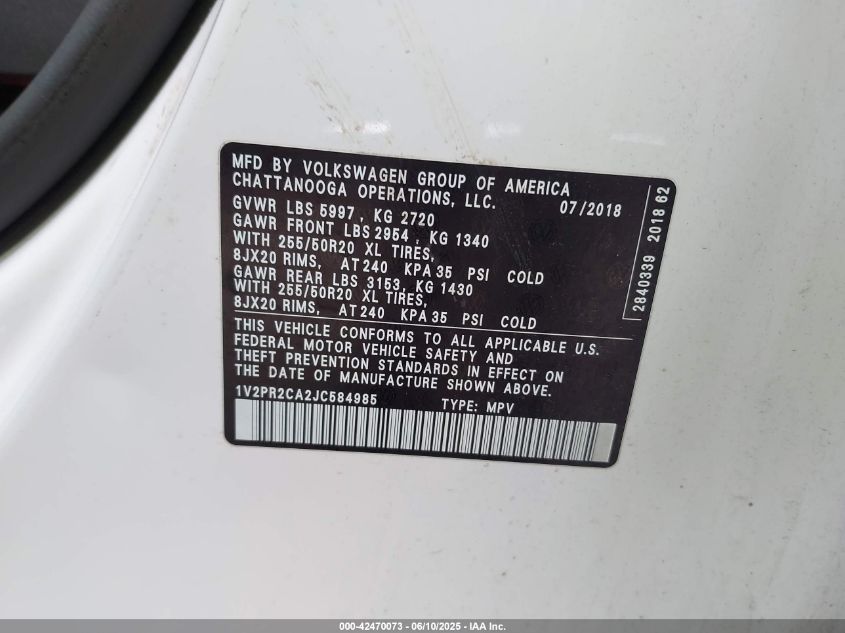 MFD BY VOLKSWAGEN GROUP OF AMERICA
CHATTANOOGA OPERATIONS, LLC.
07/2018
GVWR LBS 5997, KG 2720
GAWR FRONT LBS 2954, KG 1340
WITH 255/50R20 XL TIRES,
8JX20 RIMS, AT 240 KPA 35 PSI COLD
GAWR REAR LBS 3153, KG 1430
WITH 255/50R20 XL TIRES,
8JX20 RIMS, AT 240 KPA 35 PSI COLD
THIS VEHICLE CONFORMS TO ALL APPLICABLE U.S.
FEDERAL MOTOR VEHICLE SAFETY AND
THEFT PREVENTION STANDARDS IN EFFECT ON
THE DATE OF MANUFACTURE SHOWN ABOVE.
1V2PR2CA2JC584985 TYPE: MPV
2840339 2018 62
000-42470073 - 06/10/2025 - IAA Inc.